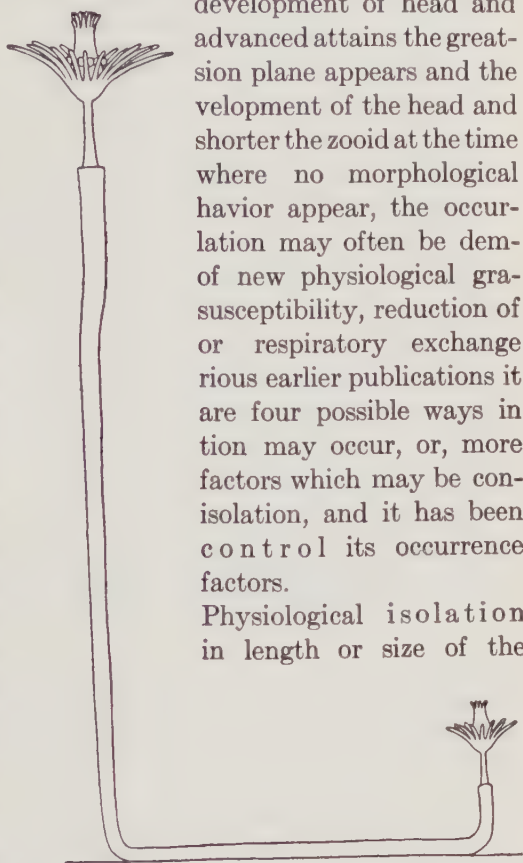 development of head and
advanced attains the great-
sion plane appears and the
velopment of the head and
shorter the zooid at the time
where no morphological
havior appear, the occur-
lation may often be dem-
of new physiological gra-
susceptibility, reduction of
or respiratory exchange
rious earlier publications it
are four possible ways in
tion may occur, or, more
factors which may be con-
isolation, and it has been
control its occurrence
factors.
Physiological isolation
in length or size of the